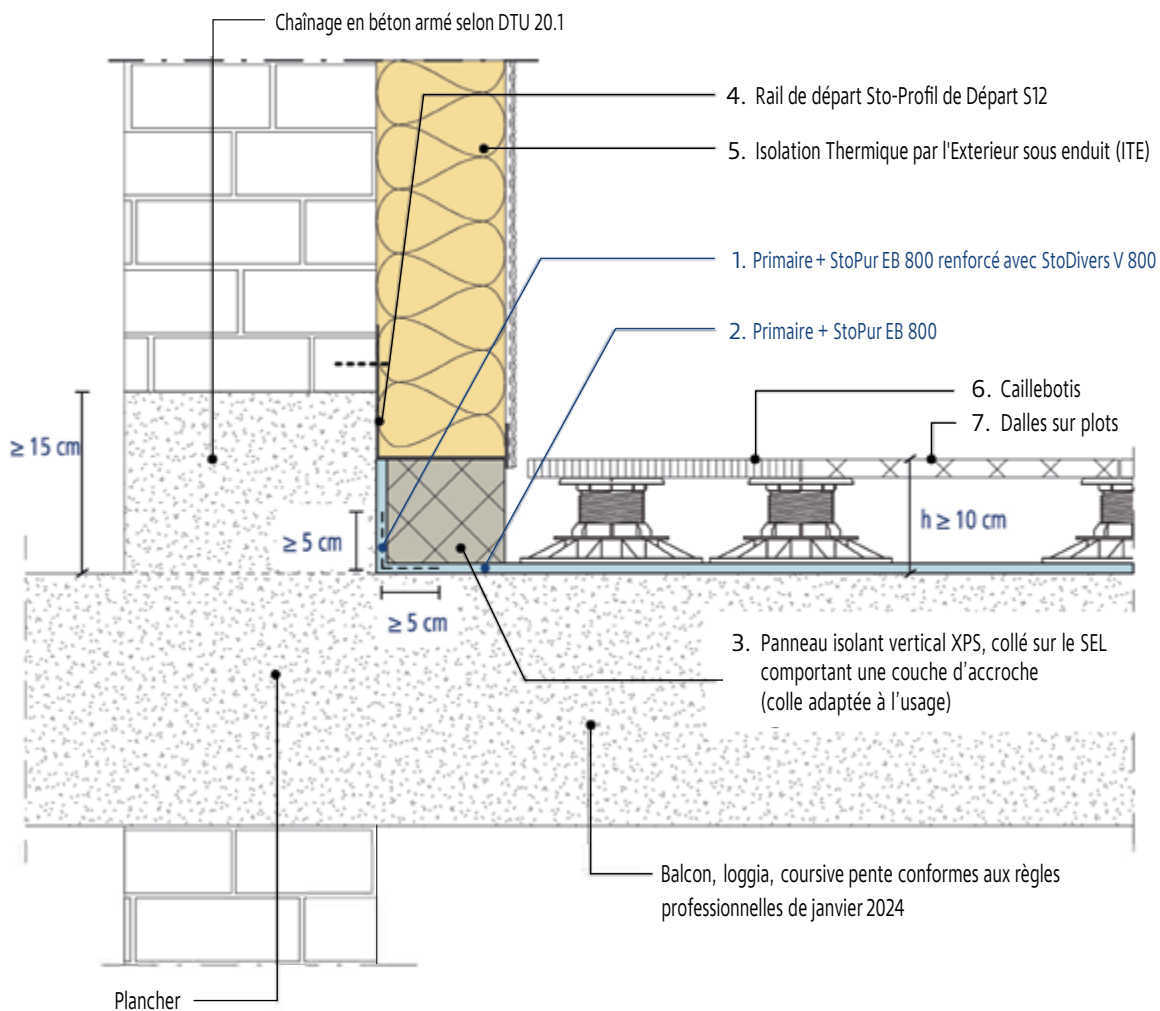 Chaînage en béton armé selon DTU 20.1
4. Rail de départ Sto-Profil de Départ S12
5. Isolation Thermique par l'Exterieur sous enduit (ITE)
1. Primaire + StoPur EB 800 renforcé avec StoDivers V 800
2. Primaire + StoPur EB 800
6. Caillebotis
7. Dalles sur plots
≥ 15 cm
h ≥ 10 cm
≥ 5 cm
≥ 5 cm
3. Panneau isolant vertical XPS, collé sur le SEL
comportant une couche d'accroche
(colle adaptée à l'usage)
Balcon, loggia, coursive pente conformes aux règles
professionnelles de janvier 2024
Plancher